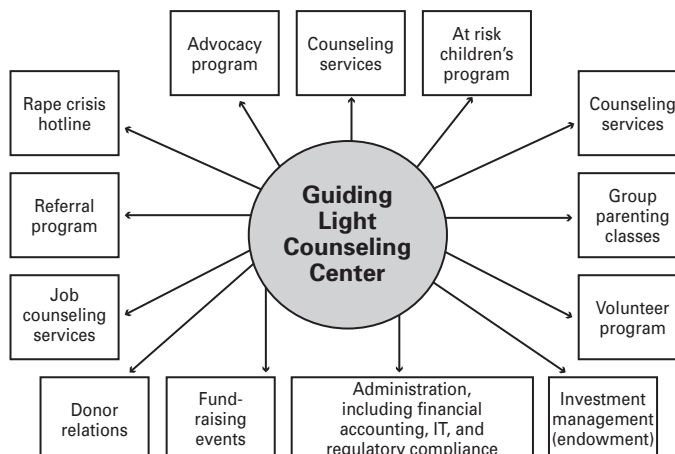 Advocacy
program
Counseling
services
At risk
children's
program
Rape crisis
hotline
Counseling
services
Guiding
Light
Counseling
Center
Referral
program
Group
parenting
classes
Job
counseling
services
Volunteer
program
Donor
relations
Fund-
raising
events
Administration,
including financial
accounting, IT, and
regulatory compliance
Investment
management
(endowment)